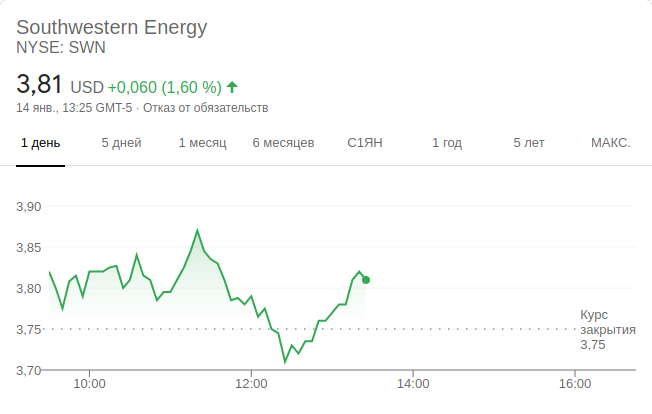 Southwestern Energy
NYSE: SWN
3,81 USD +0,060 (1,60 %)
14 янв., 13:25 GMT-5 · Отказ от обязательств
1 день 5 дней 1 месяц 6 месяцев С1ЯН 1 год 5 лет МАКС.
3,90
3,85
3,80
3,75
3,70
Курс
закрытия
3,75
10:00 12:00 14:00 16:00